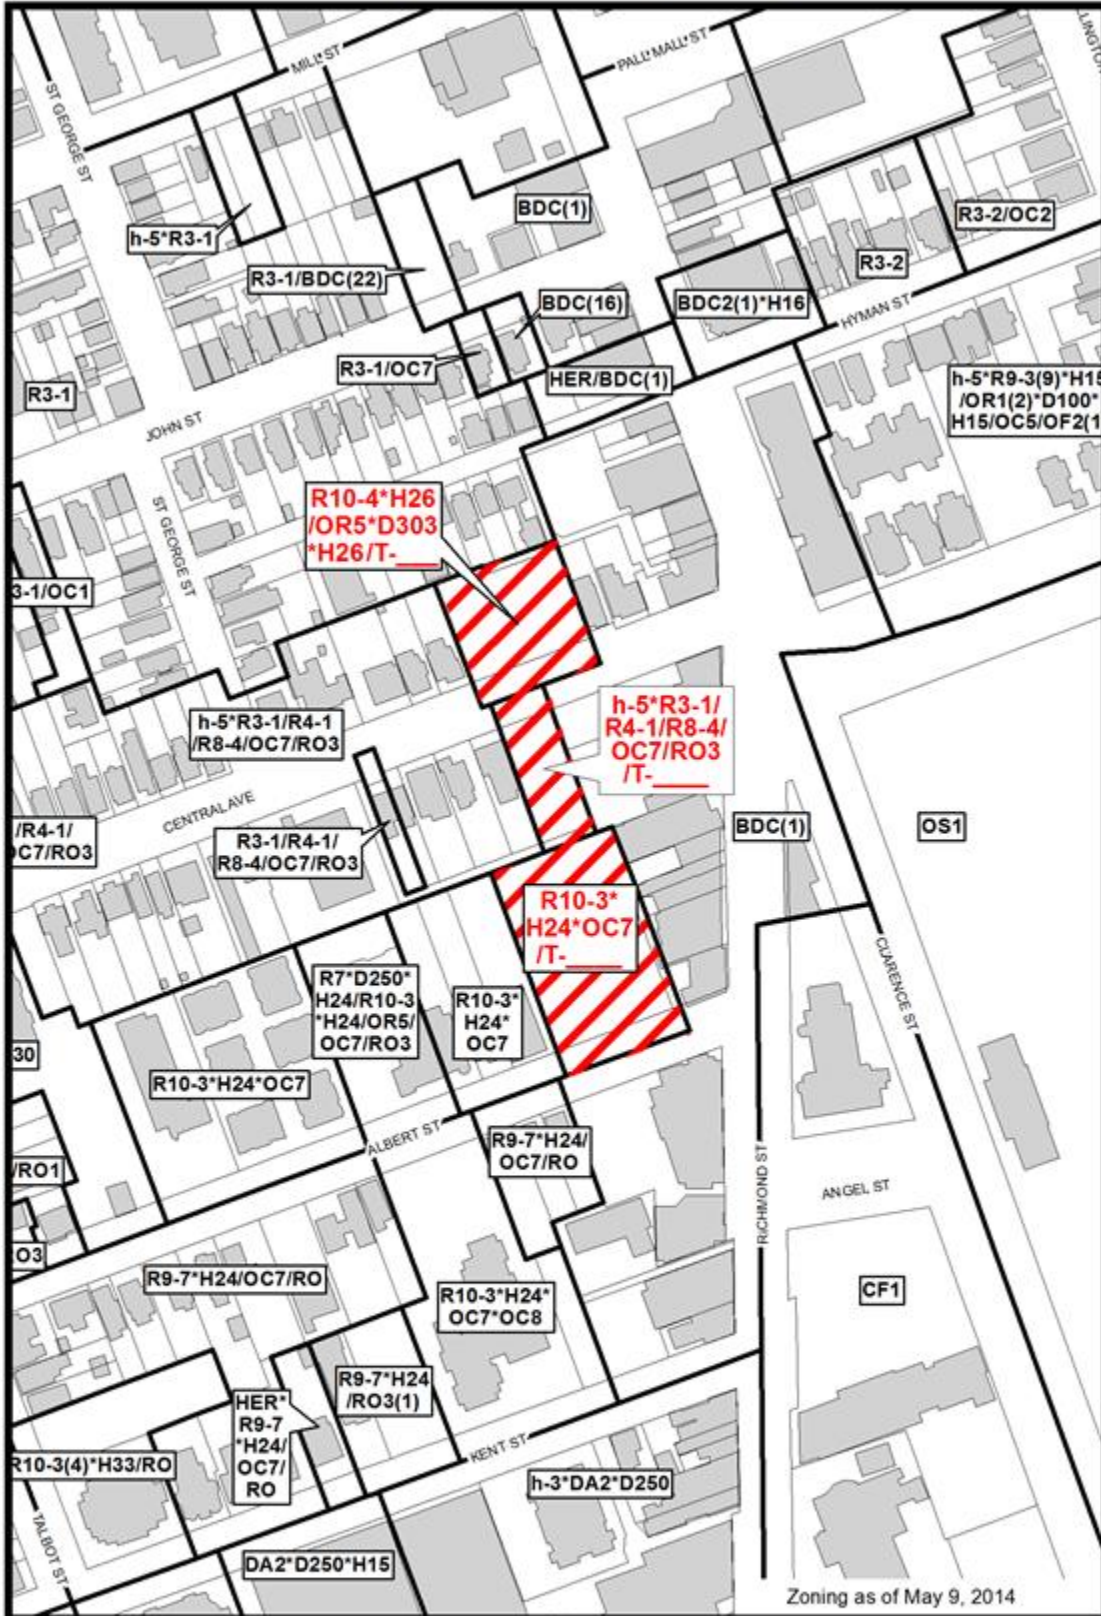 MILL ST
PALL MALL ST
ST GEORGE ST
h-5*R3-1
BDC(1)
R3-2/OC2
R3-2
R3-1/BDC(22)
BDC(16)
BDC2(1)*H16
HYMAN ST
R3-1/OC7
HER/BDC(1)
R3-1
h-5*R9-3(9)*H15
/OR1(2)*D100*
H15/OC5/OF2(1
JOHN ST
ST GEORGE ST
R10-4*H26
/OR5*D303
*H26/T-____
3-1/OC1
h-5*R3-1/R4-1
/R8-4/OC7/RO3
h-5*R3-1/
R4-1/R8-4/
OC7/RO3
/T-____
CENTRAL AVE
/R4-1/
OC7/RO3
R3-1/R4-1/
R8-4/OC7/RO3
BDC(1)
OS1
R10-3*
H24*OC7
/T-____
CLARENCE ST
R7*D250*
H24/R10-3
*H24/OR5/
OC7/RO3
R10-3*
H24*
OC7
30
R10-3*H24*OC7
ALBERT ST
R9-7*H24/
OC7/RO
/RO1
RICHMOND ST
ANGEL ST
O3
R9-7*H24/OC7/RO
R10-3*H24*
OC7*OC8
CF1
R9-7*H24
/RO3(1)
HER*
R9-7
*H24/
OC7/
RO
KENT ST
R10-3(4)*H33/RO
h-3*DA2*D250
TALBOT ST
DA2*D250*H15
Zoning as of May 9, 2014